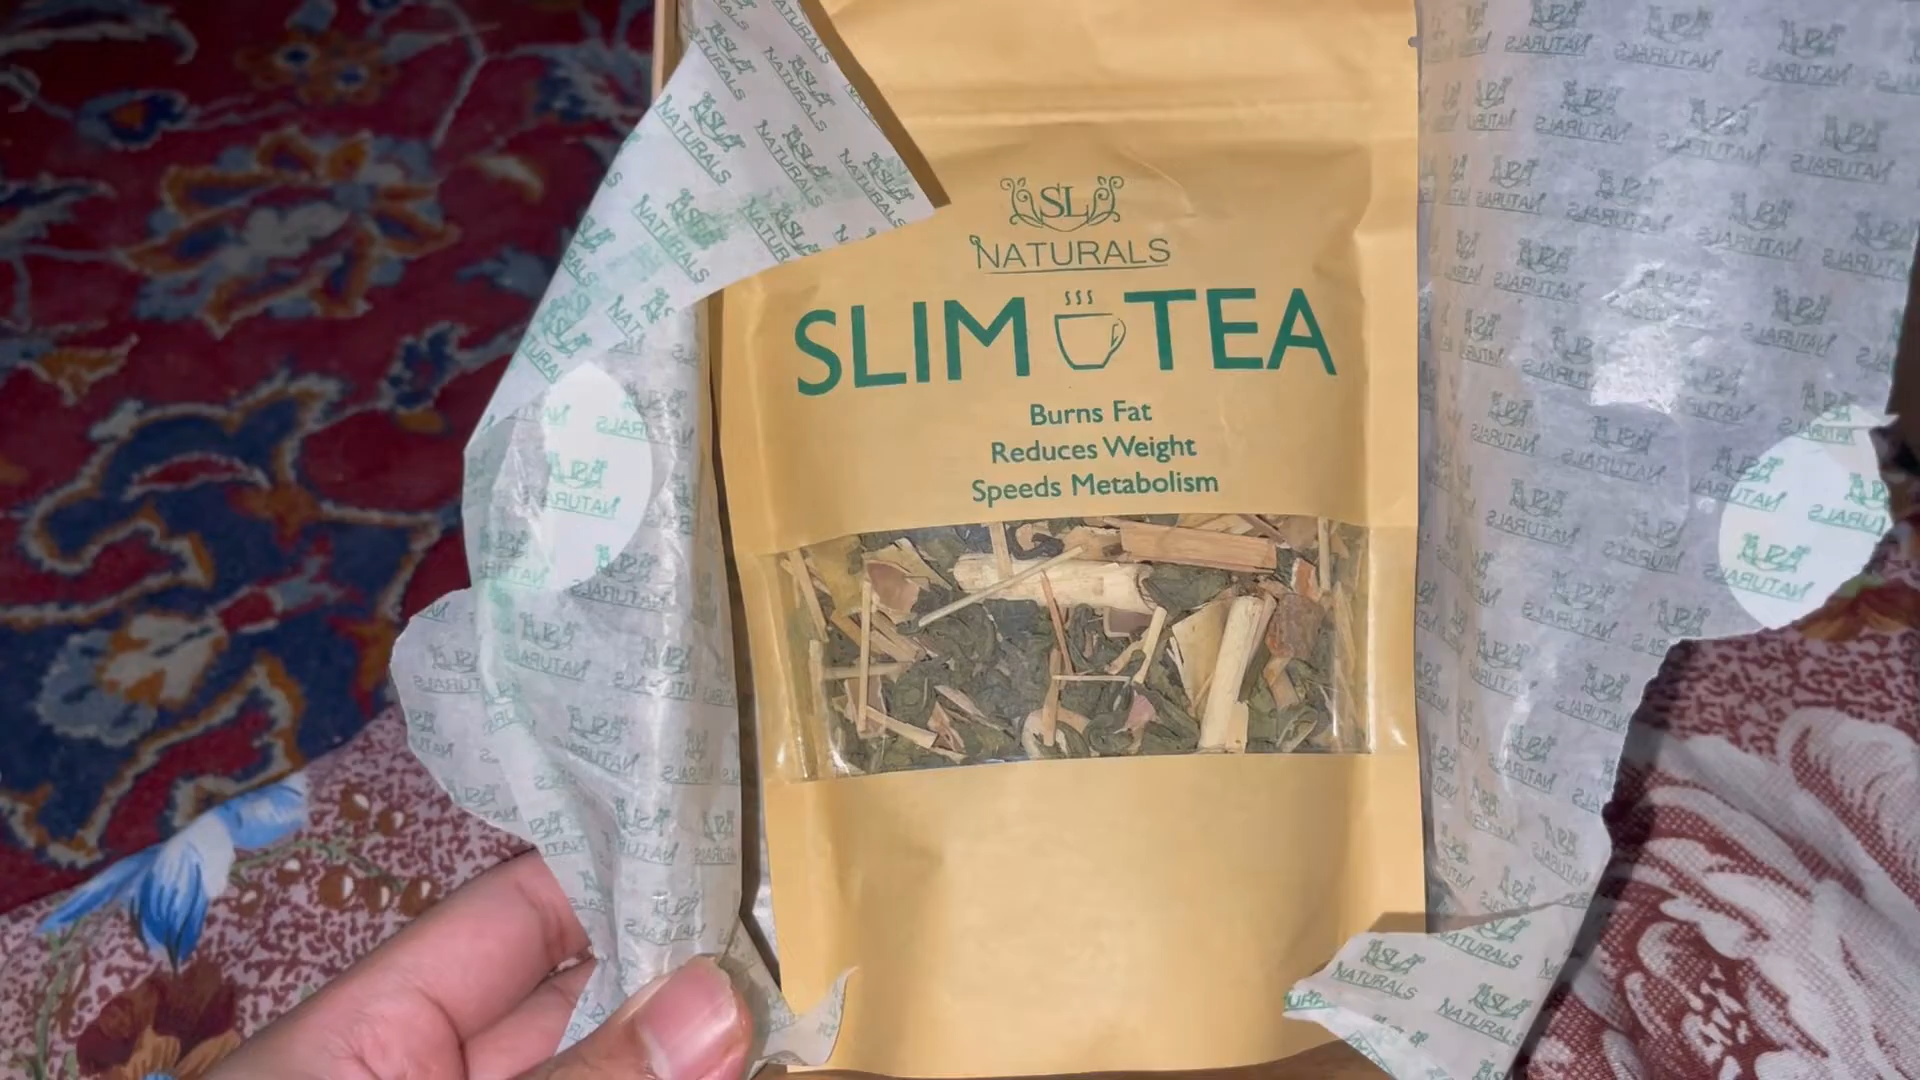 SL
NATURALS
SLIM TEA
Burns Fat
Reduces Weight
Speeds Metabolism